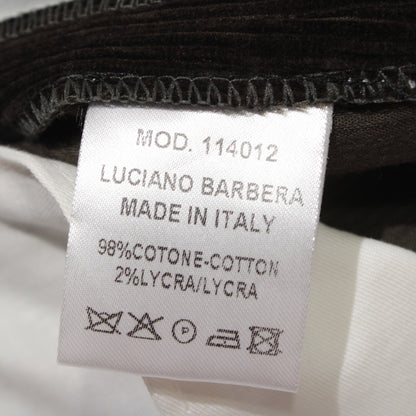 MOD. 114012
LUCIANO BARBERA
MADE IN ITALY
98%COTONE-COTTON
2%LYCRA/LYCRA
P